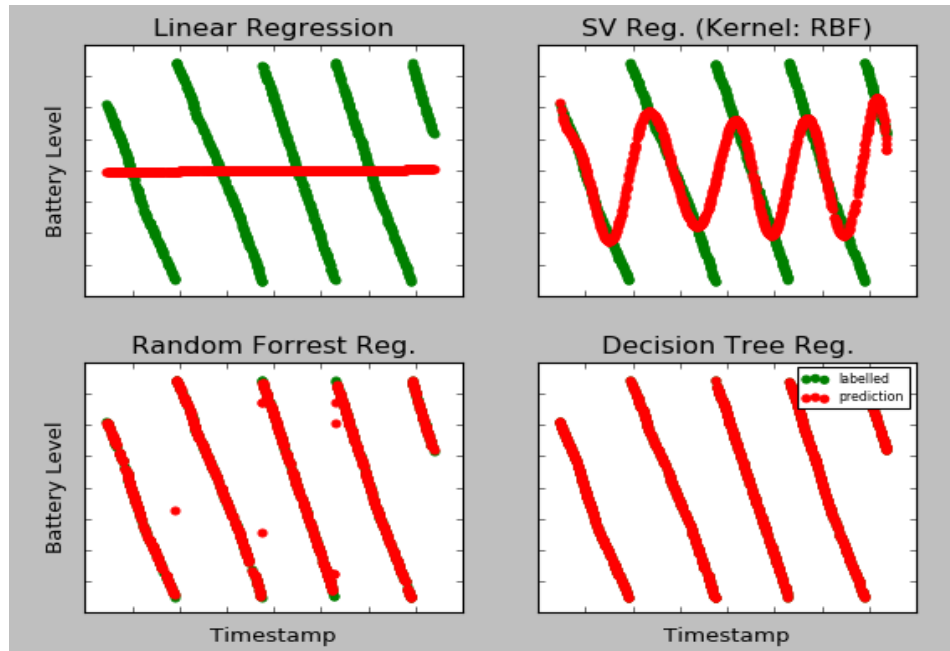 Linear Regression
SV Reg. (Kernel: RBF)
Battery Level
Random Forrest Reg.
Decision Tree Reg.
Battery Level
labelled
prediction
Timestamp
Timestamp